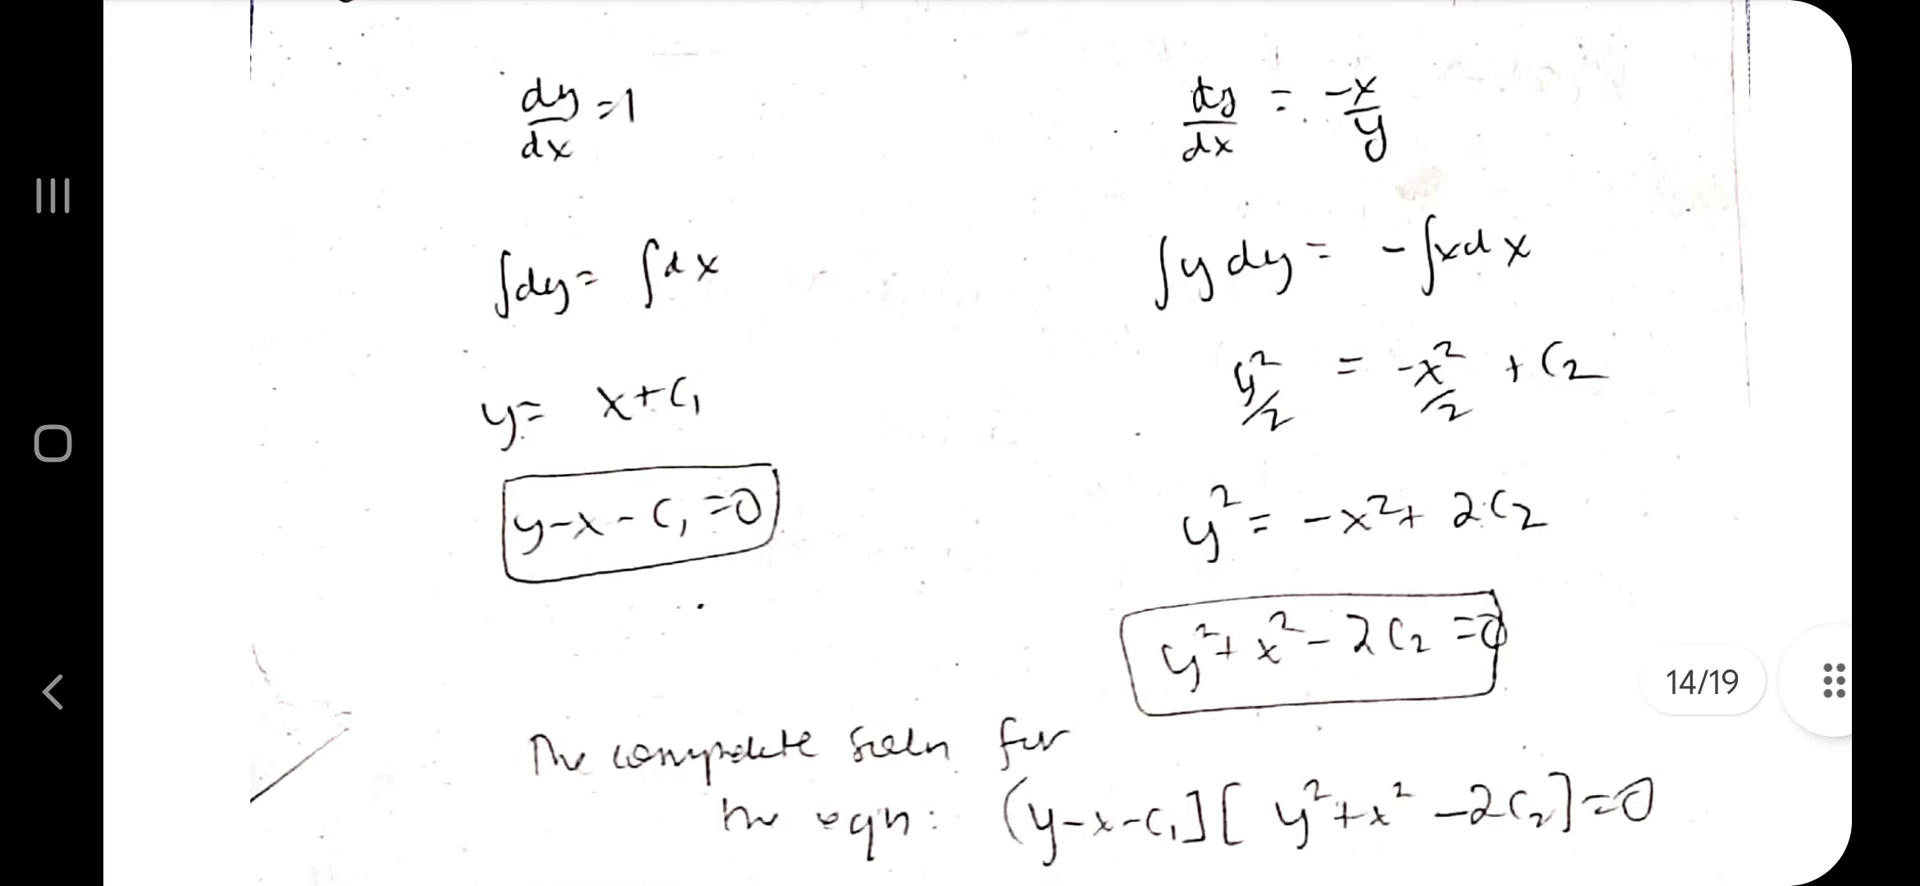 dy/dx = 1
∫dy = ∫dx
y = x+C₁
y-x-C₁ = 0
dy/dx = -x/y
∫y dy = -∫x dx
y²/2 = -x²/2 + C₂
y² = -x² + 2C₂
y² + x² - 2C₂ = 0
14/19
The complete soln for
the eqn: (y-x-C₁][y²+x²-2C₂] = 0